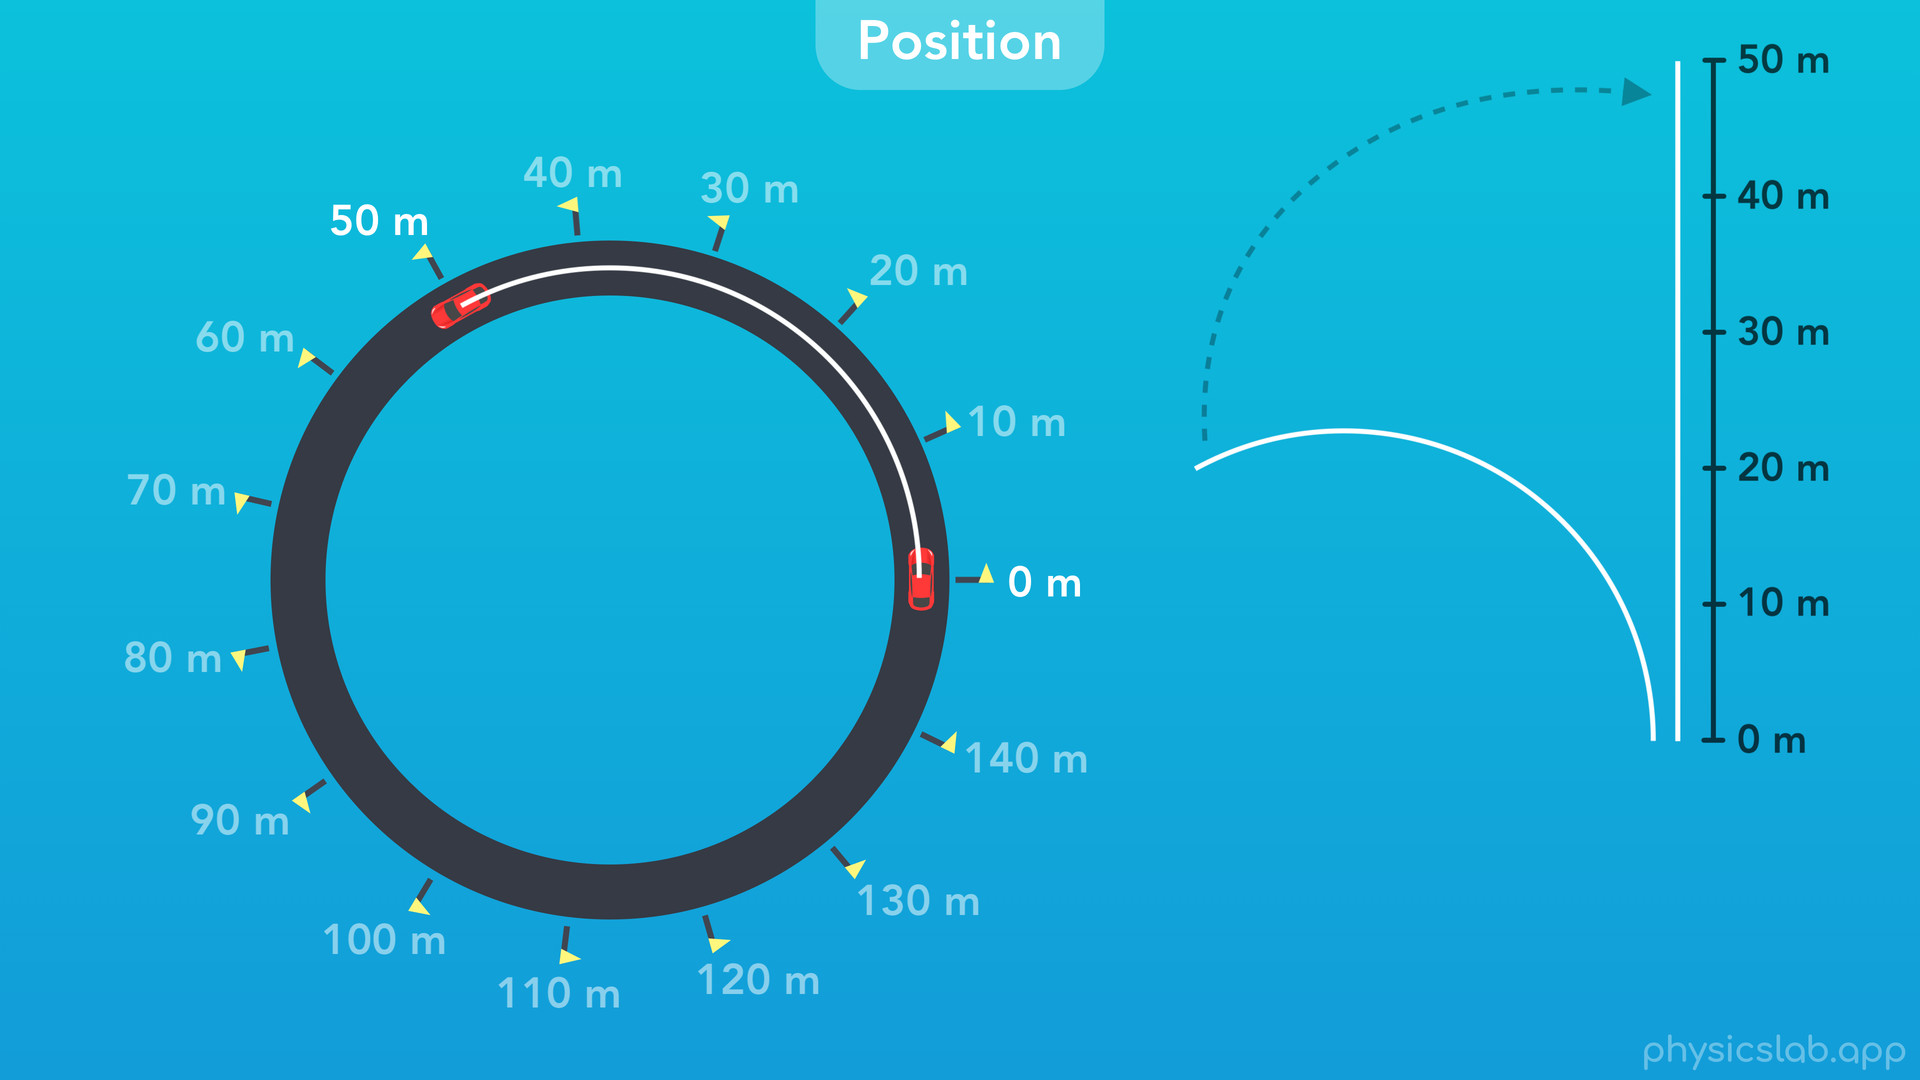 Position
40 m
30 m
50 m
20 m
60 m
10 m
70 m
0 m
80 m
140 m
90 m
130 m
100 m
120 m
110 m
50 m
40 m
30 m
20 m
10 m
0 m
physicslab.app